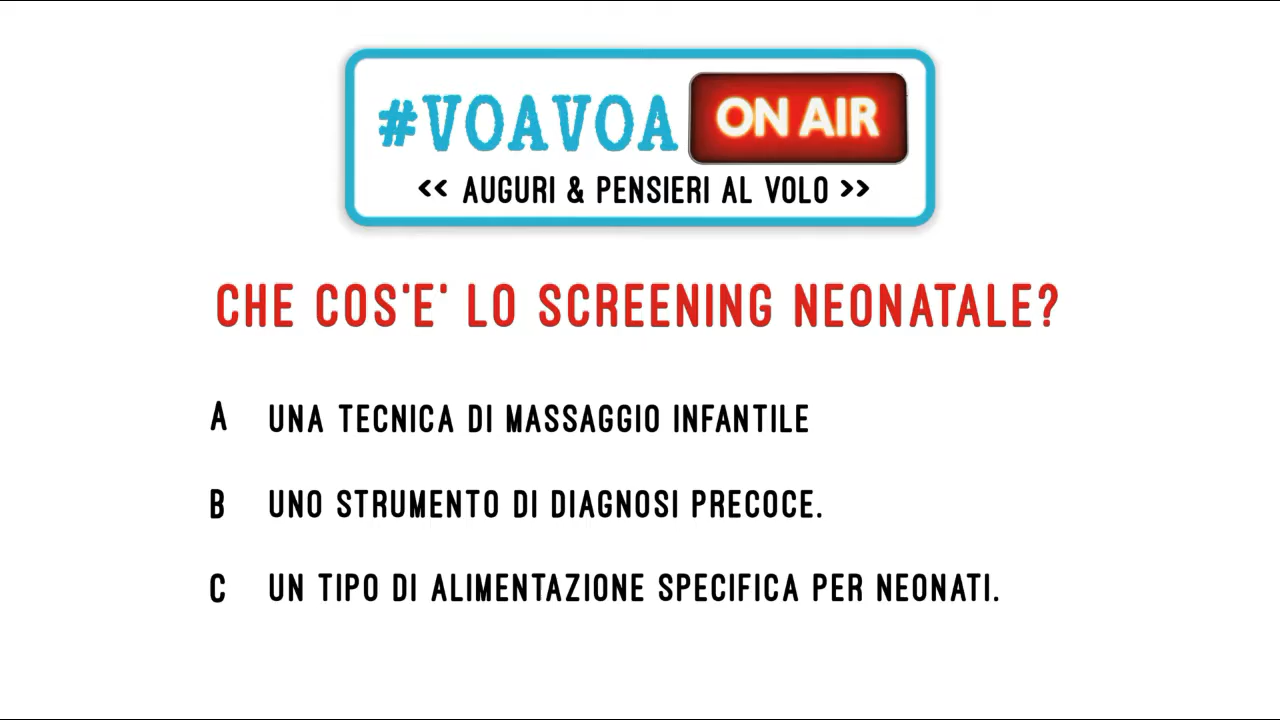 #VOAVOA ON AIR
<< AUGURI & PENSIERI AL VOLO >>
CHE COS'E' LO SCREENING NEONATALE?
A UNA TECNICA DI MASSAGGIO INFANTILE
B UNO STRUMENTO DI DIAGNOSI PRECOCE.
C UN TIPO DI ALIMENTAZIONE SPECIFICA PER NEONATI.